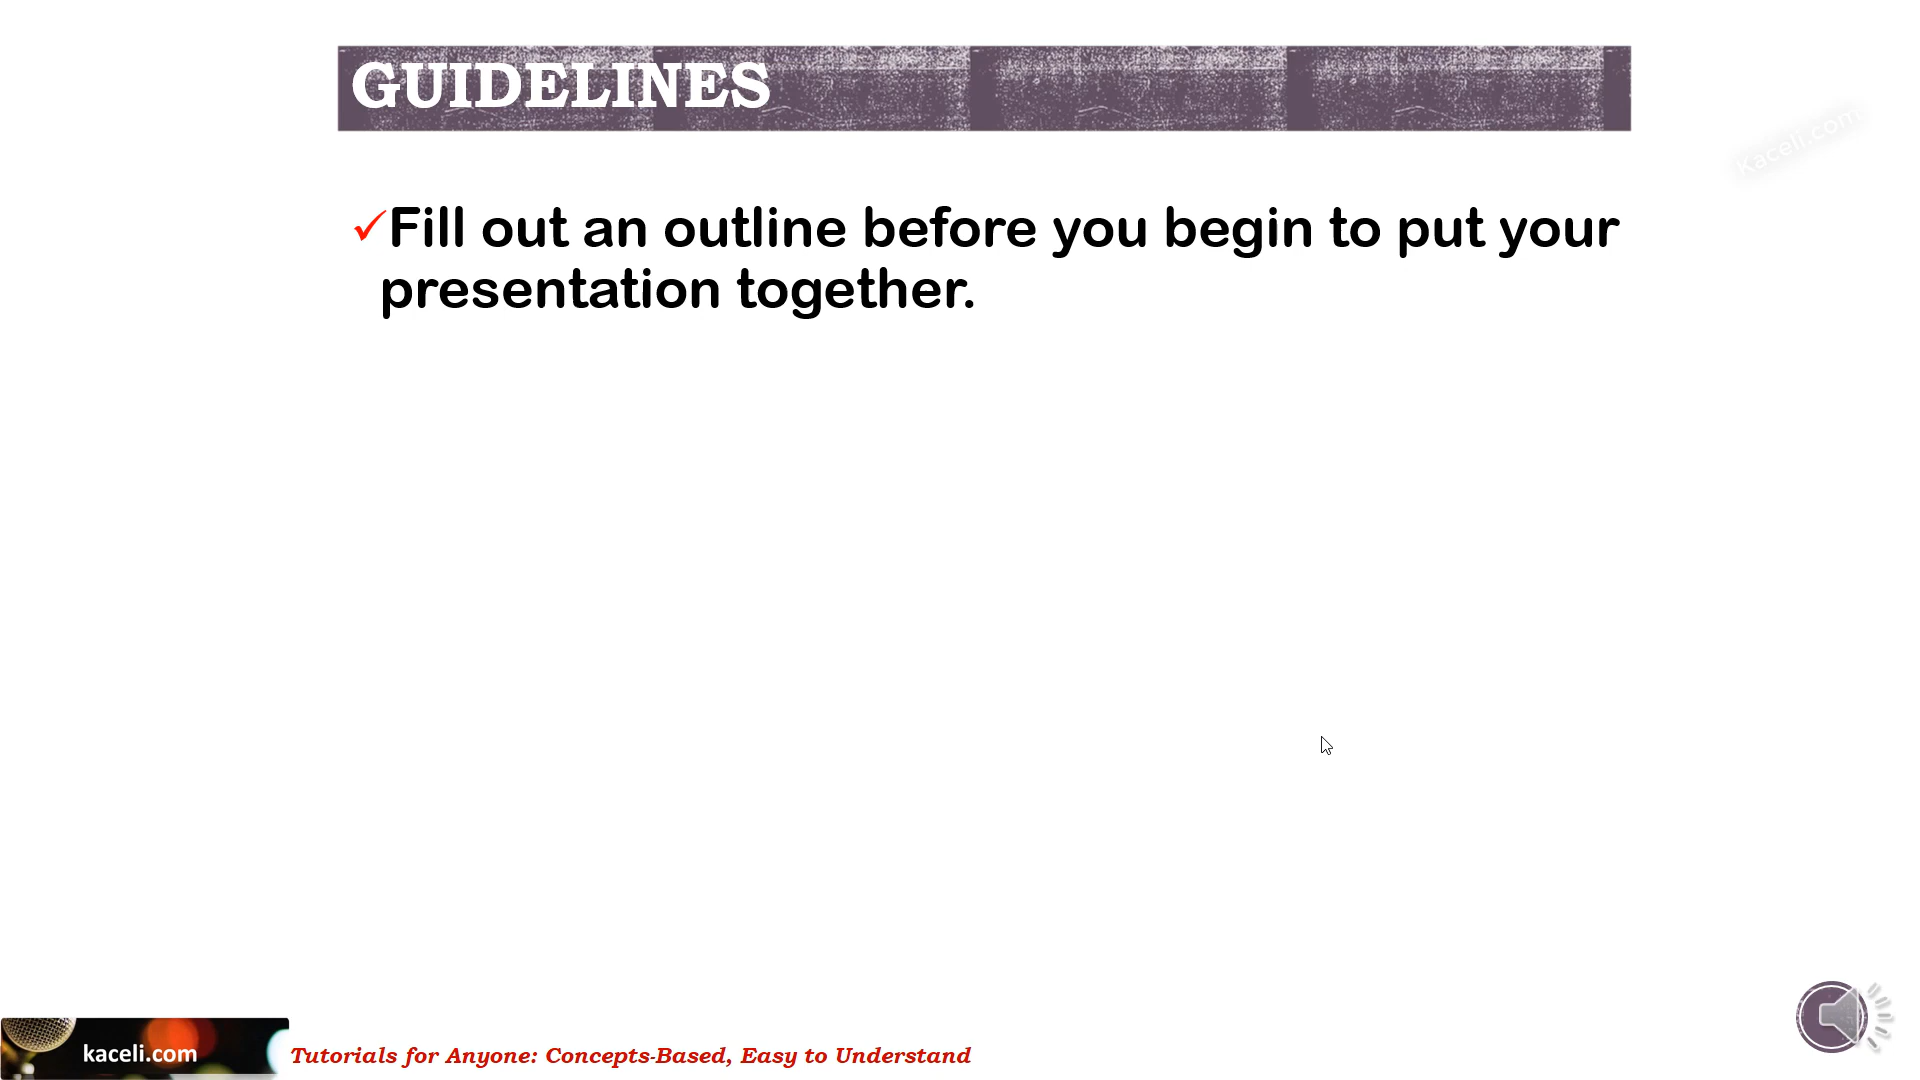 GUIDELINES
Kaceli.com
✓Fill out an outline before you begin to put your
presentation together.
kaceli.com
Tutorials for Anyone: Concepts-Based, Easy to Understand